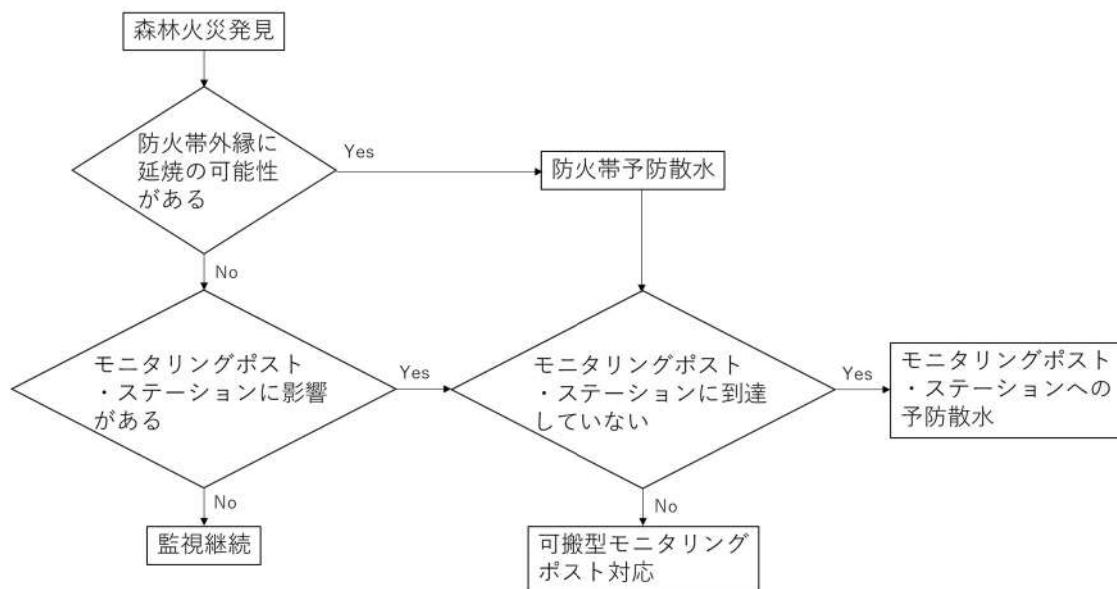 森林火災発見
防火帯外縁に
延焼の可能性
がある
Yes
防火帯予防散水
No
モニタリングポスト
・ステーションに影響
がある
Yes
モニタリングポスト
・ステーションに到達
していない
Yes
モニタリングポスト
・ステーションへの
予防散水
No
監視継続
No
可搬型モニタリング
ポスト対応